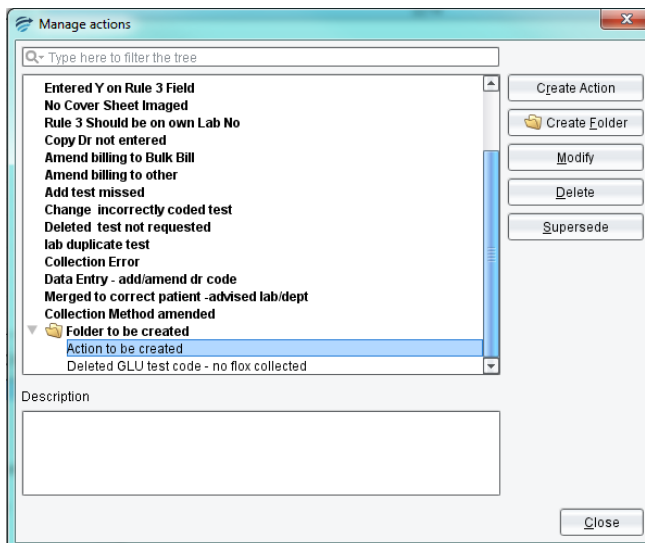 Manage actions
Type here to filter the tree
Entered Y on Rule 3 Field
No Cover Sheet Imaged
Rule 3 Should be on own Lab No
Copy Dr not entered
Amend billing to Bulk Bill
Amend billing to other
Add test missed
Change  incorrectly coded test
Deleted  test not requested
lab duplicate test
Collection Error
Data Entry - add/amend dr code
Merged to correct patient -advised lab/dept
Collection Method amended
Folder to be created
Action to be created
Deleted GLU test code - no flox collected
Create Action
Create Folder
Modify
Delete
Supersede
Description
Close